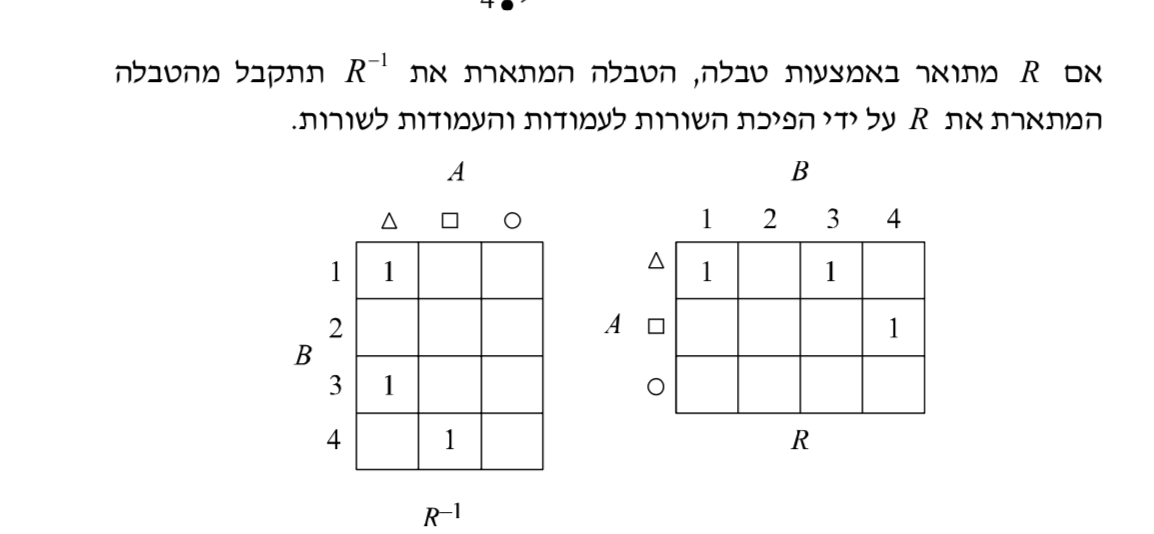 אם R מתואר באמצעות טבלה, הטבלה המתארת את R⁻¹ תתקבל מהטבלה
המתארת את R על ידי הפיכת השורות לעמודות והעמודות לשורות.
B
1 2 3 4
△ 1 1
A □ 1
○
R
A
△ □ ○
1 1
2
B
3 1
4 1
R⁻¹